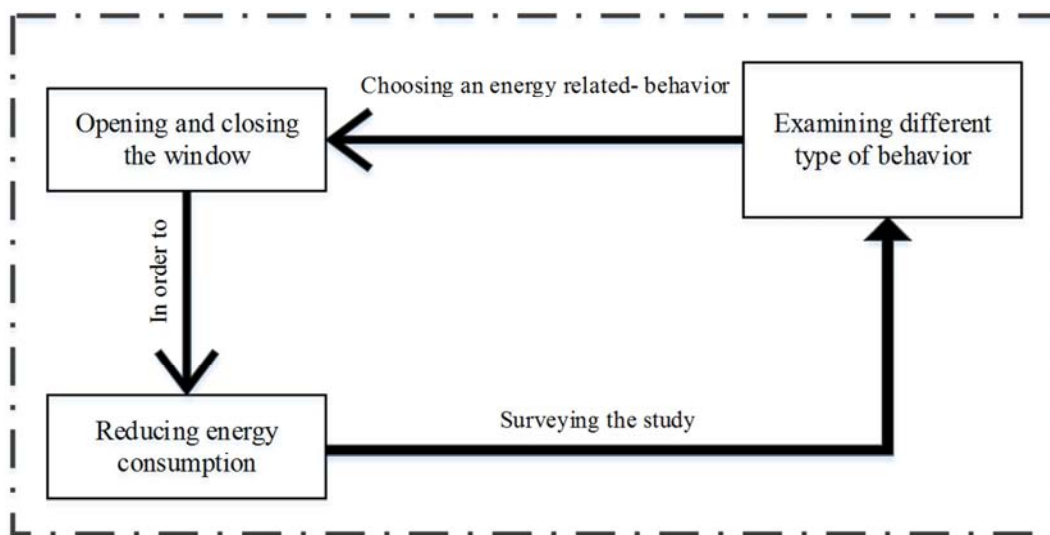 Choosing an energy related- behavior
Opening and closing
the window
Examining different
type of behavior
In order to
Reducing energy
consumption
Surveying the study